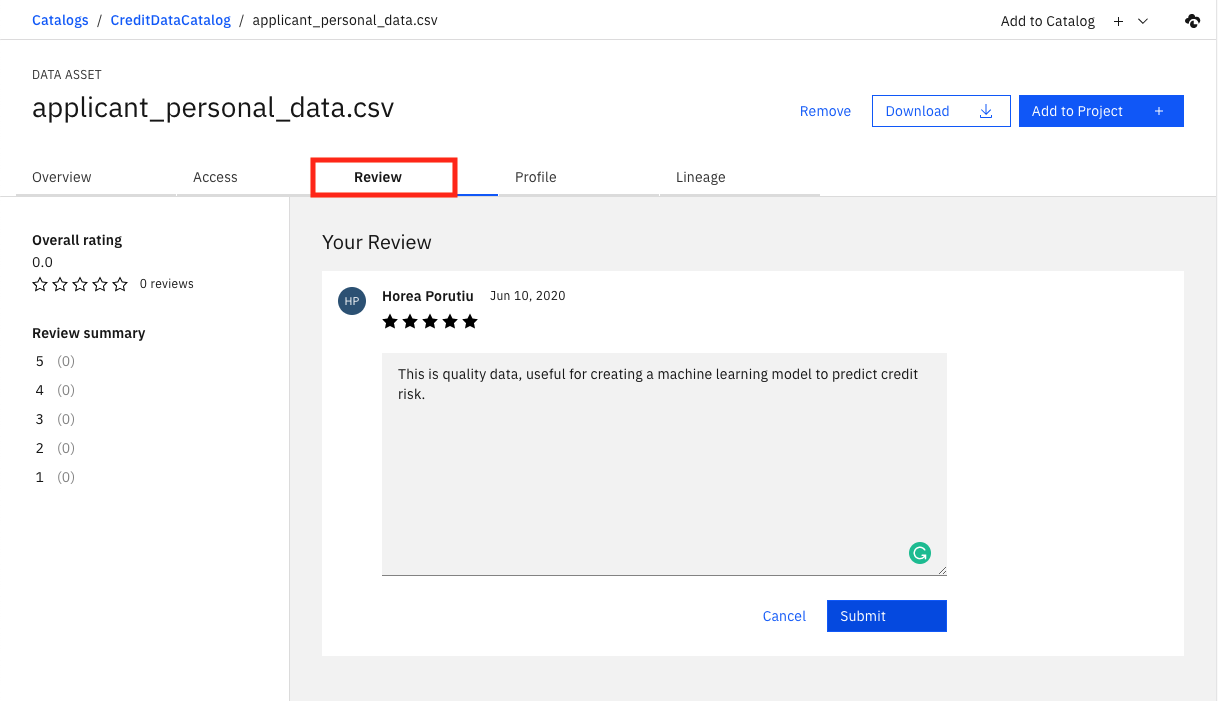 Catalogs / CreditDataCatalog / applicant_personal_data.csv
Add to Catalog +
DATA ASSET
applicant_personal_data.csv
Remove
Download
Add to Project +
Overview
Access
Review
Profile
Lineage
Overall rating
0.0
0 reviews
Review summary
5 (0)
4 (0)
3 (0)
2 (0)
1 (0)
Your Review
HP
Horea Porutiu Jun 10, 2020
This is quality data, useful for creating a machine learning model to predict credit
risk.
Cancel
Submit